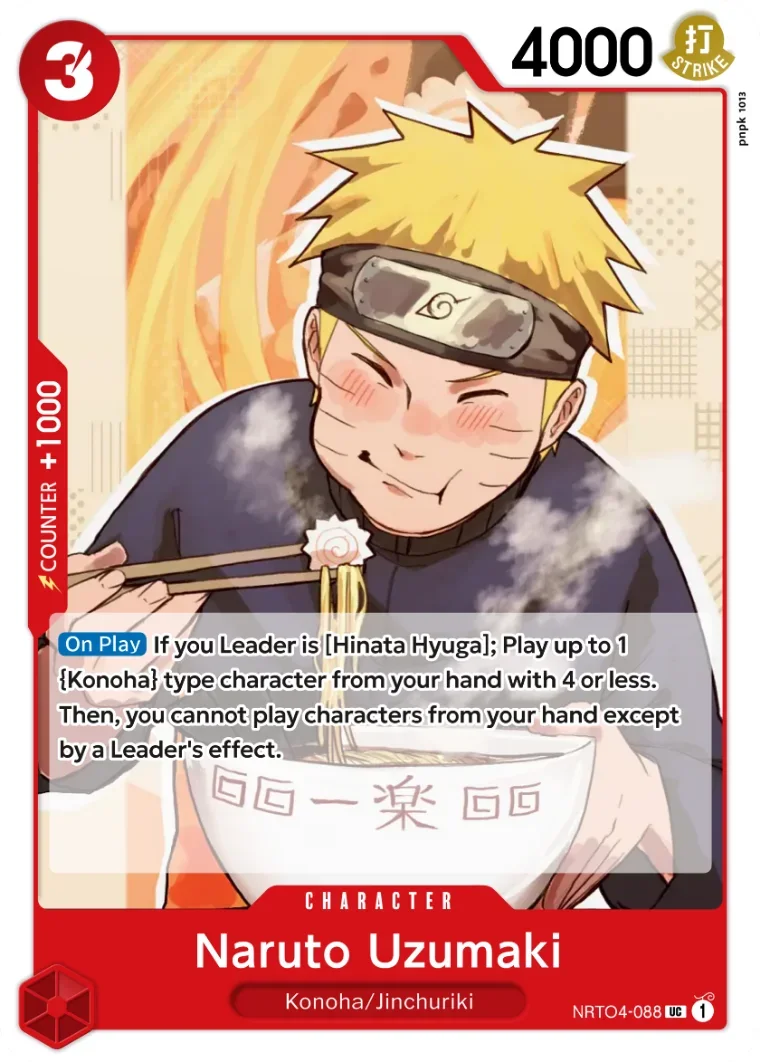 3
4000
打
STRIKE
pnpk 1013
COUNTER +1000
On Play If you Leader is [Hinata Hyuga]; Play up to 1
{Konoha} type character from your hand with 4 or less.
Then, you cannot play characters from your hand except
by a Leader's effect.
一楽
CHARACTER
Naruto Uzumaki
Konoha/Jinchuriki
NRTO4-088 UC 1